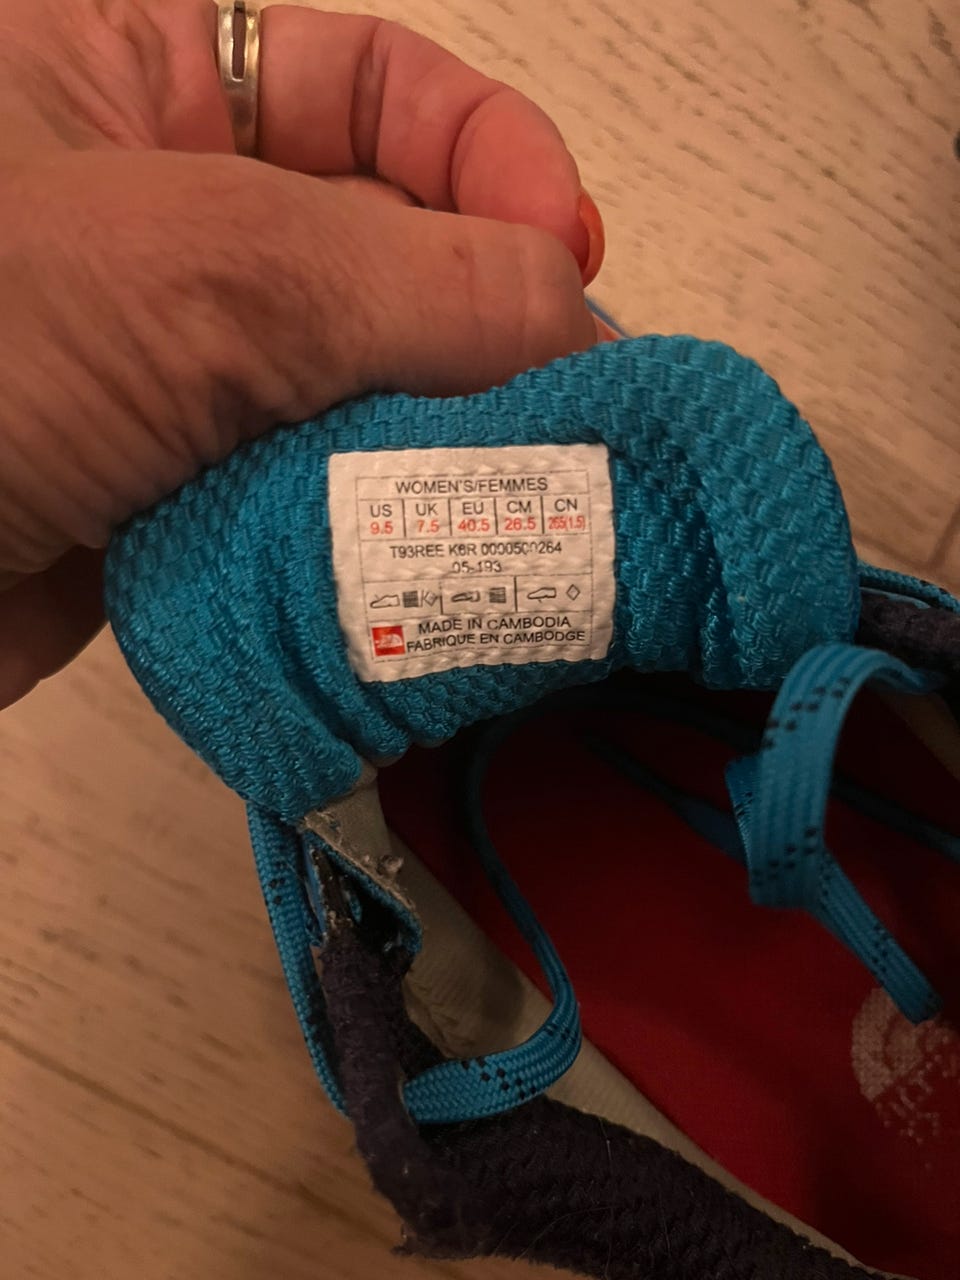 WOMEN'S/FEMMES
US UK EU CM CN
9.5 7.5 40.5 26.5 265(1.5)
T93REE K6R 0000500264
05-193
MADE IN CAMBODIA
FABRIQUE EN CAMBODGE